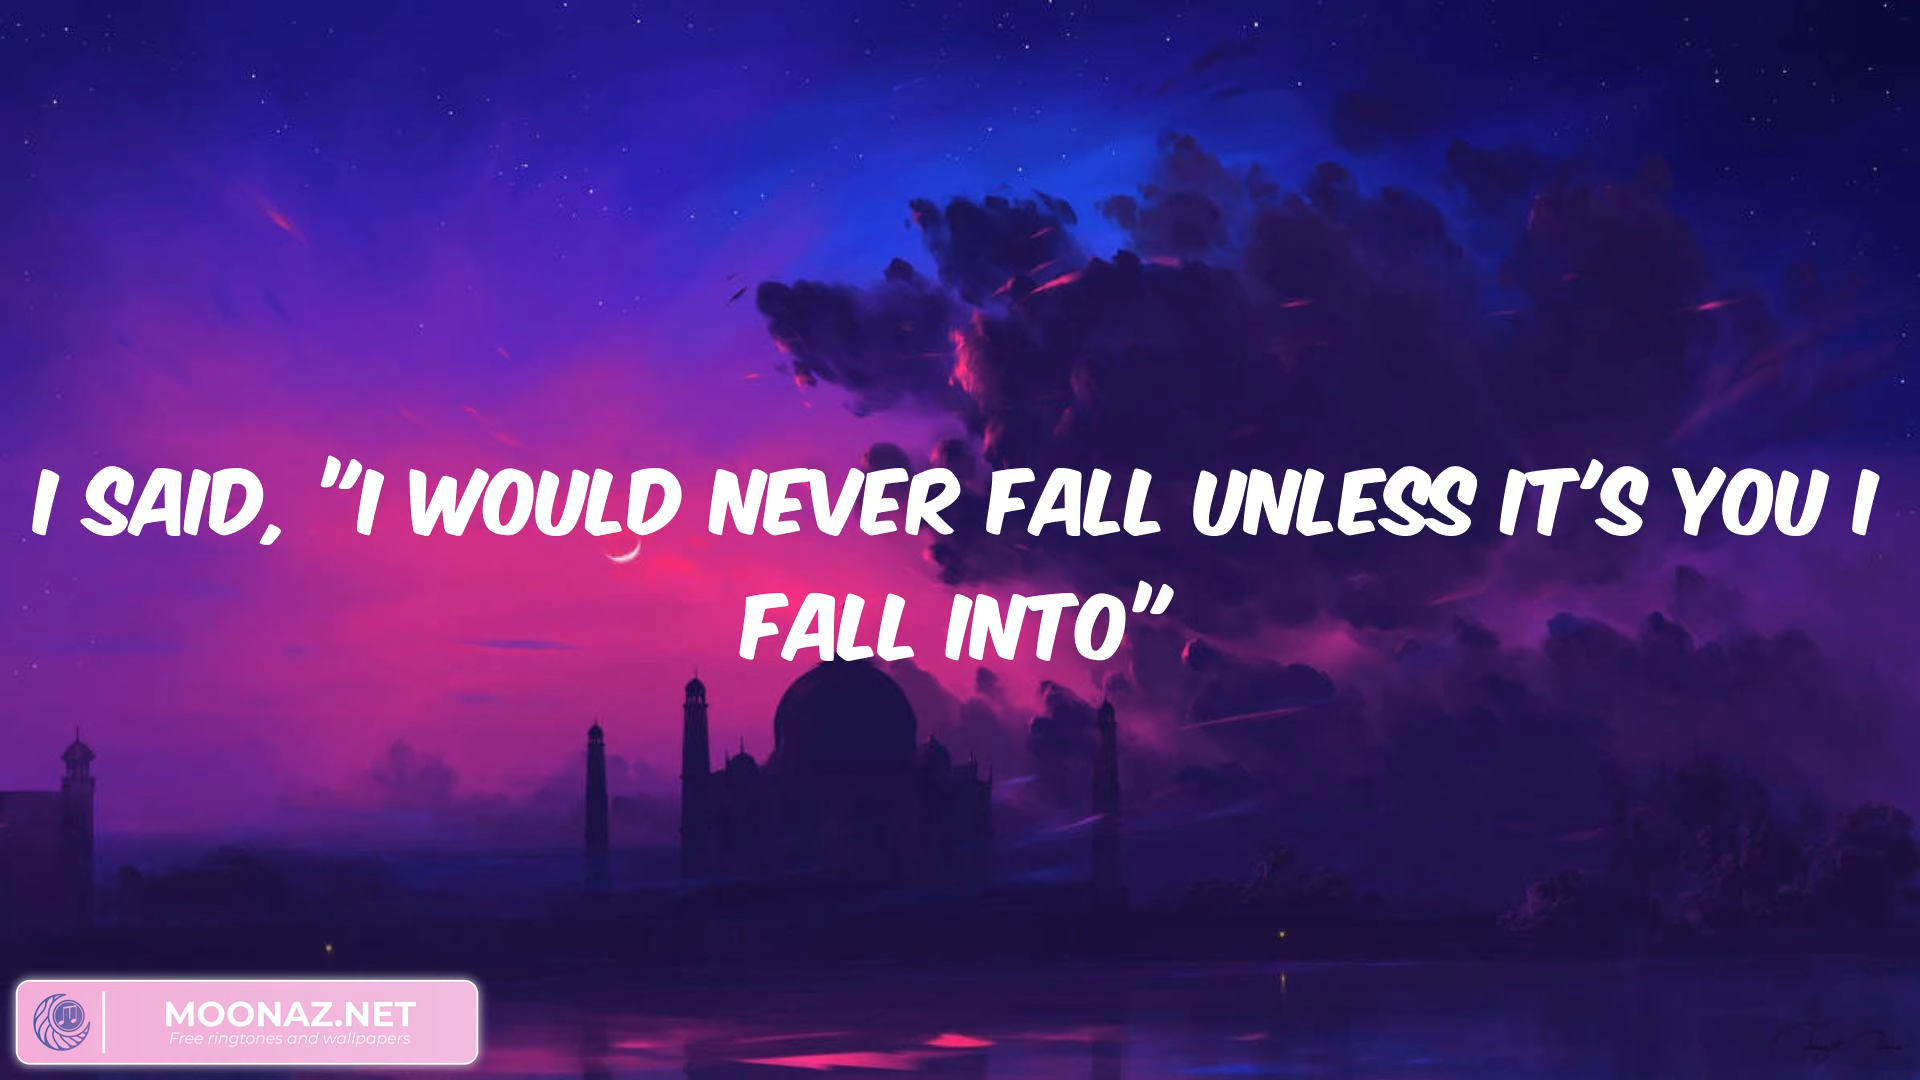 I SAID, "I WOULD NEVER FALL UNLESS IT'S YOU I
FALL INTO"
MOONAZ.NET
Free ringtones and wallpapers